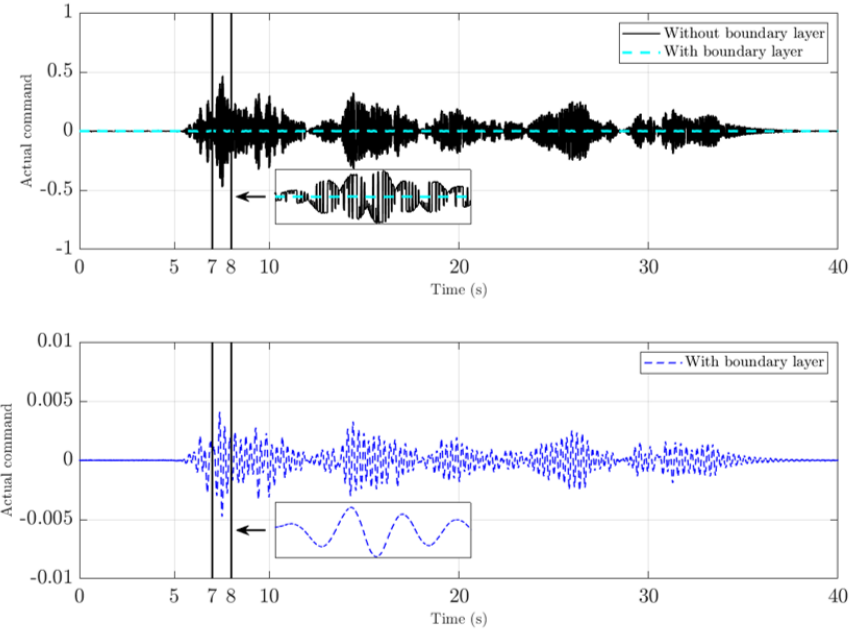 1
0.5
0
-0.5
-1
Actual command
Without boundary layer
With boundary layer
0 5 7 8 10 20 30 40
Time (s)
0.01
0.005
0
-0.005
-0.01
Actual command
With boundary layer
0 5 7 8 10 20 30 40
Time (s)